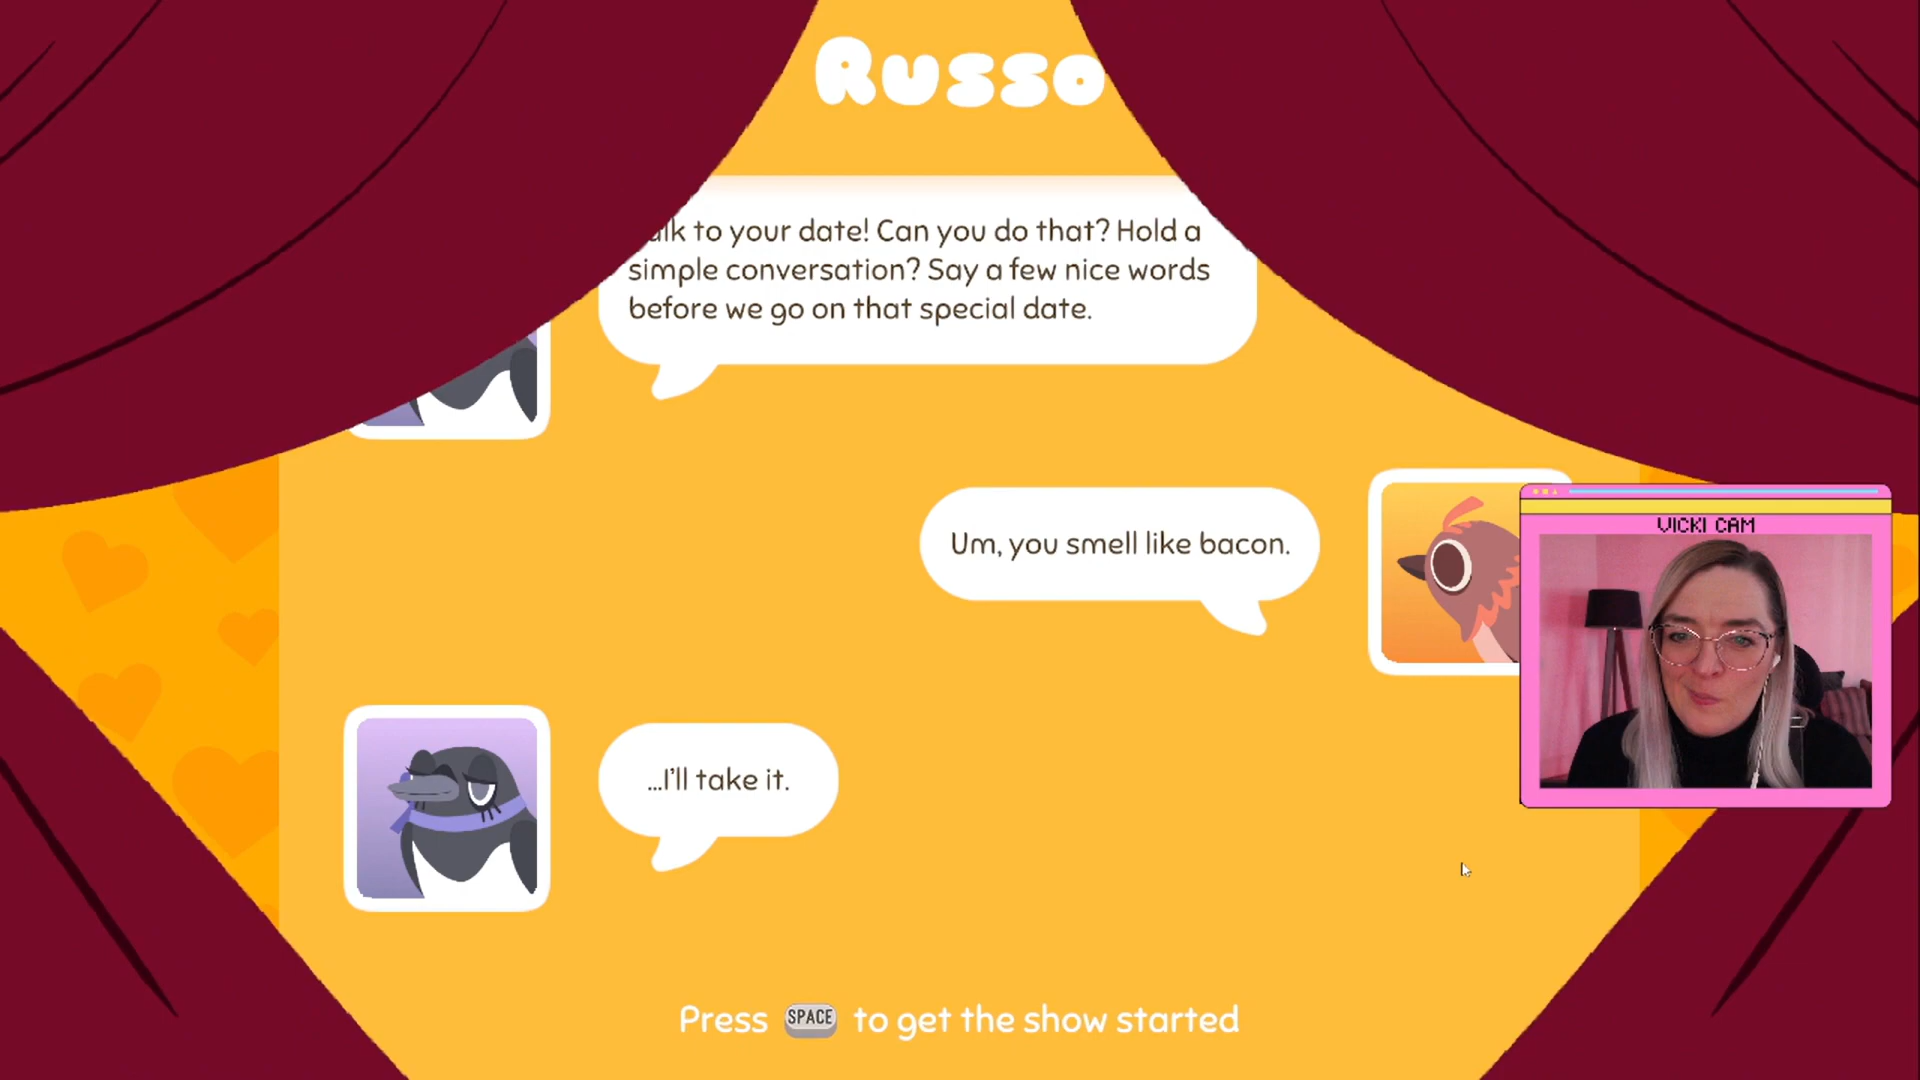 Russo
to your date! Can you do that? Hold a
simple conversation? Say a few nice words
before we go on that special date.
Um, you smell like bacon.
VICKI CAM
...I'll take it.
Press SPACE to get the show started